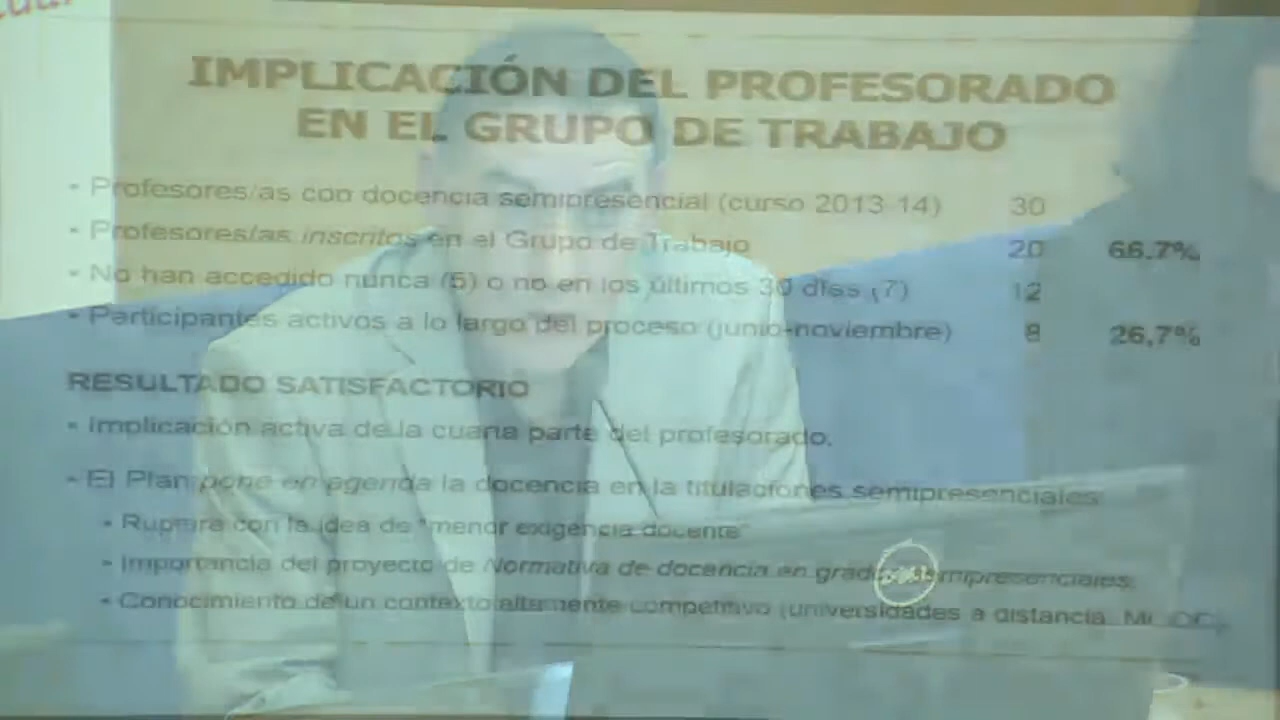 IMPLICACIÓN DEL PROFESORADO
EN EL GRUPO DE TRABAJO
- Profesores/as con docencia semipresencial (curso 2013-14) 30
- Profesores/as inscritos en el Grupo de Trabajo 20 66.7%
- No han accedido nunca (5) o no en los últimos 30 días (7) 12
- Participantes activos a lo largo del proceso (junio-noviembre) 8 26,7%
RESULTADO SATISFACTORIO
- Implicación activa de la cuarta parte del profesorado.
- El Plan pone en agenda la docencia en la titulaciones semipresenciales
- Ruptura con la idea de "menor exigencia docente"
- Importancia del proyecto de Normativa de docencia en grados semipresenciales.
- Conocimiento de un contexto altamente competitivo (universidades a distancia,
DELL